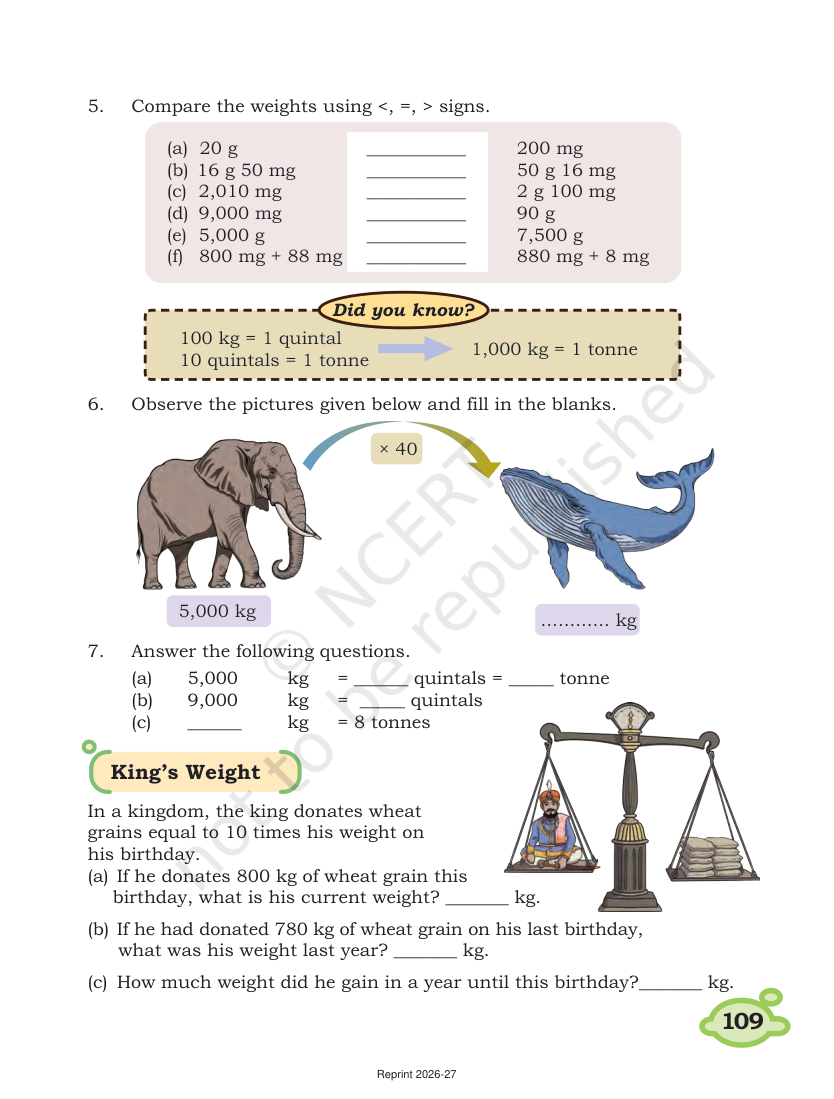 5. Compare the weights using <, =, > signs.
(a) 20 g __________ 200 mg
(b) 16 g 50 mg __________ 50 g 16 mg
(c) 2,010 mg __________ 2 g 100 mg
(d) 9,000 mg __________ 90 g
(e) 5,000 g __________ 7,500 g
(f) 800 mg + 88 mg __________ 880 mg + 8 mg
Did you know?
100 kg = 1 quintal
10 quintals = 1 tonne
1,000 kg = 1 tonne
6. Observe the pictures given below and fill in the blanks.
× 40
5,000 kg
............ kg
7. Answer the following questions.
(a) 5,000 kg = ______ quintals = _____ tonne
(b) 9,000 kg = _____ quintals
(c) ______ kg = 8 tonnes
King's Weight
In a kingdom, the king donates wheat
grains equal to 10 times his weight on
his birthday.
(a) If he donates 800 kg of wheat grain this
birthday, what is his current weight? _______ kg.
(b) If he had donated 780 kg of wheat grain on his last birthday,
what was his weight last year? _______ kg.
(c) How much weight did he gain in a year until this birthday?_______ kg.
109
© NCERT
not to be republished
Reprint 2026-27